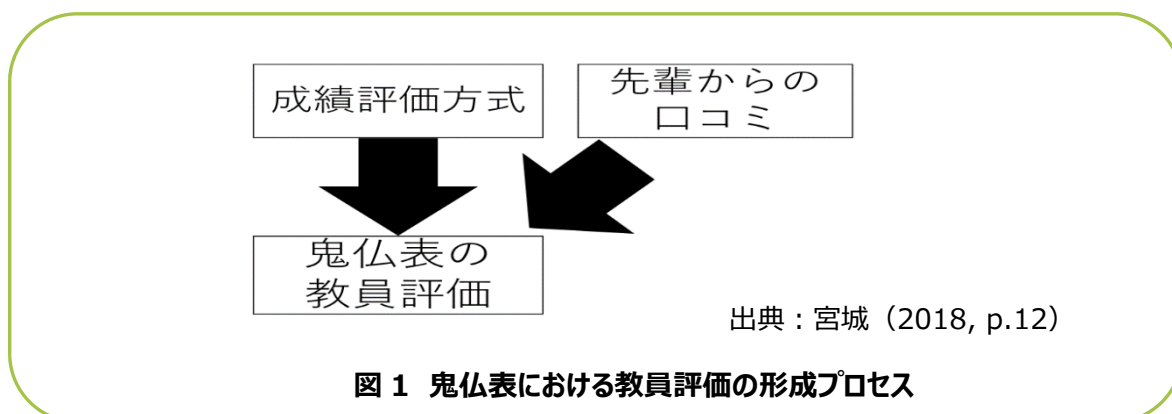 成績評価方式
先輩からの
口コミ
鬼仏表の
教員評価
出典：宮城（2018, p.12）
図 1 鬼仏表における教員評価の形成プロセス